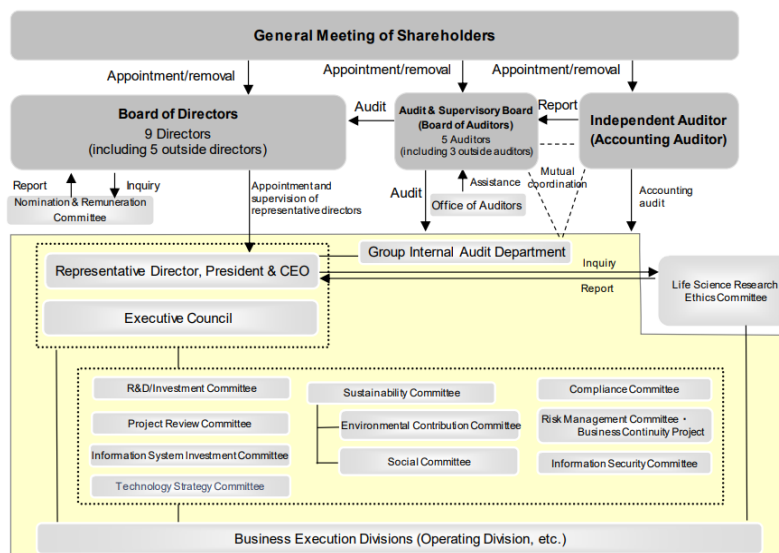 General Meeting of Shareholders
Appointment/removal
Appointment/removal
Appointment/removal
Board of Directors
9 Directors
(including 5 outside directors)
Audit
Audit & Supervisory Board
(Board of Auditors)
5 Auditors
(including 3 outside auditors)
Report
Independent Auditor
(Accounting Auditor)
Report
Inquiry
Nomination & Remuneration
Committee
Appointment and
supervision of
representative directors
Audit
Assistance
Office of Auditors
Mutual
coordination
Accounting
audit
Group Internal Audit Department
Representative Director, President & CEO
Inquiry
Report
Life Science Research
Ethics Committee
Executive Council
R&D/Investment Committee
Project Review Committee
Information System Investment Committee
Technology Strategy Committee
Sustainability Committee
Environmental Contribution Committee
Social Committee
Compliance Committee
Risk Management Committee・
Business Continuity Project
Information Security Committee
Business Execution Divisions (Operating Division, etc.)